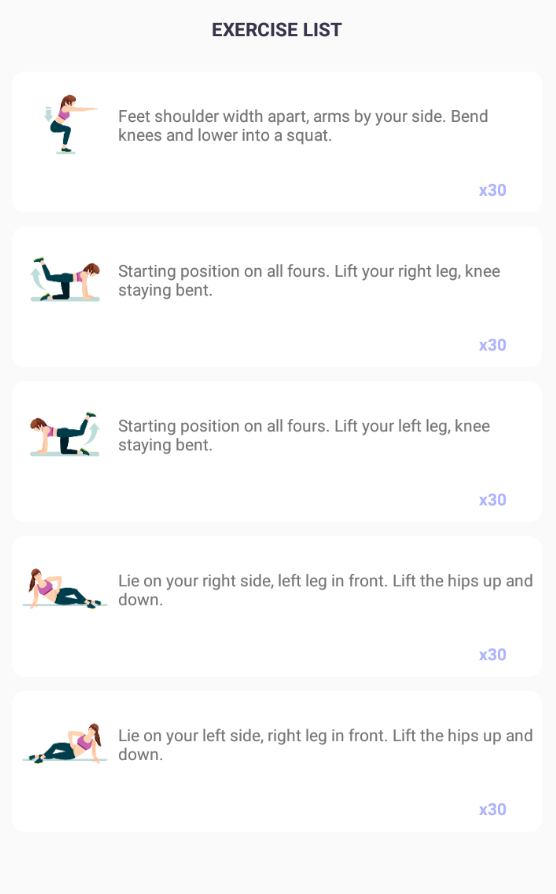 EXERCISE LIST
Feet shoulder width apart, arms by your side. Bend
knees and lower into a squat.
x30
Starting position on all fours. Lift your right leg, knee
staying bent.
x30
Starting position on all fours. Lift your left leg, knee
staying bent.
x30
Lie on your right side, left leg in front. Lift the hips up and
down.
x30
Lie on your left side, right leg in front. Lift the hips up and
down.
x30